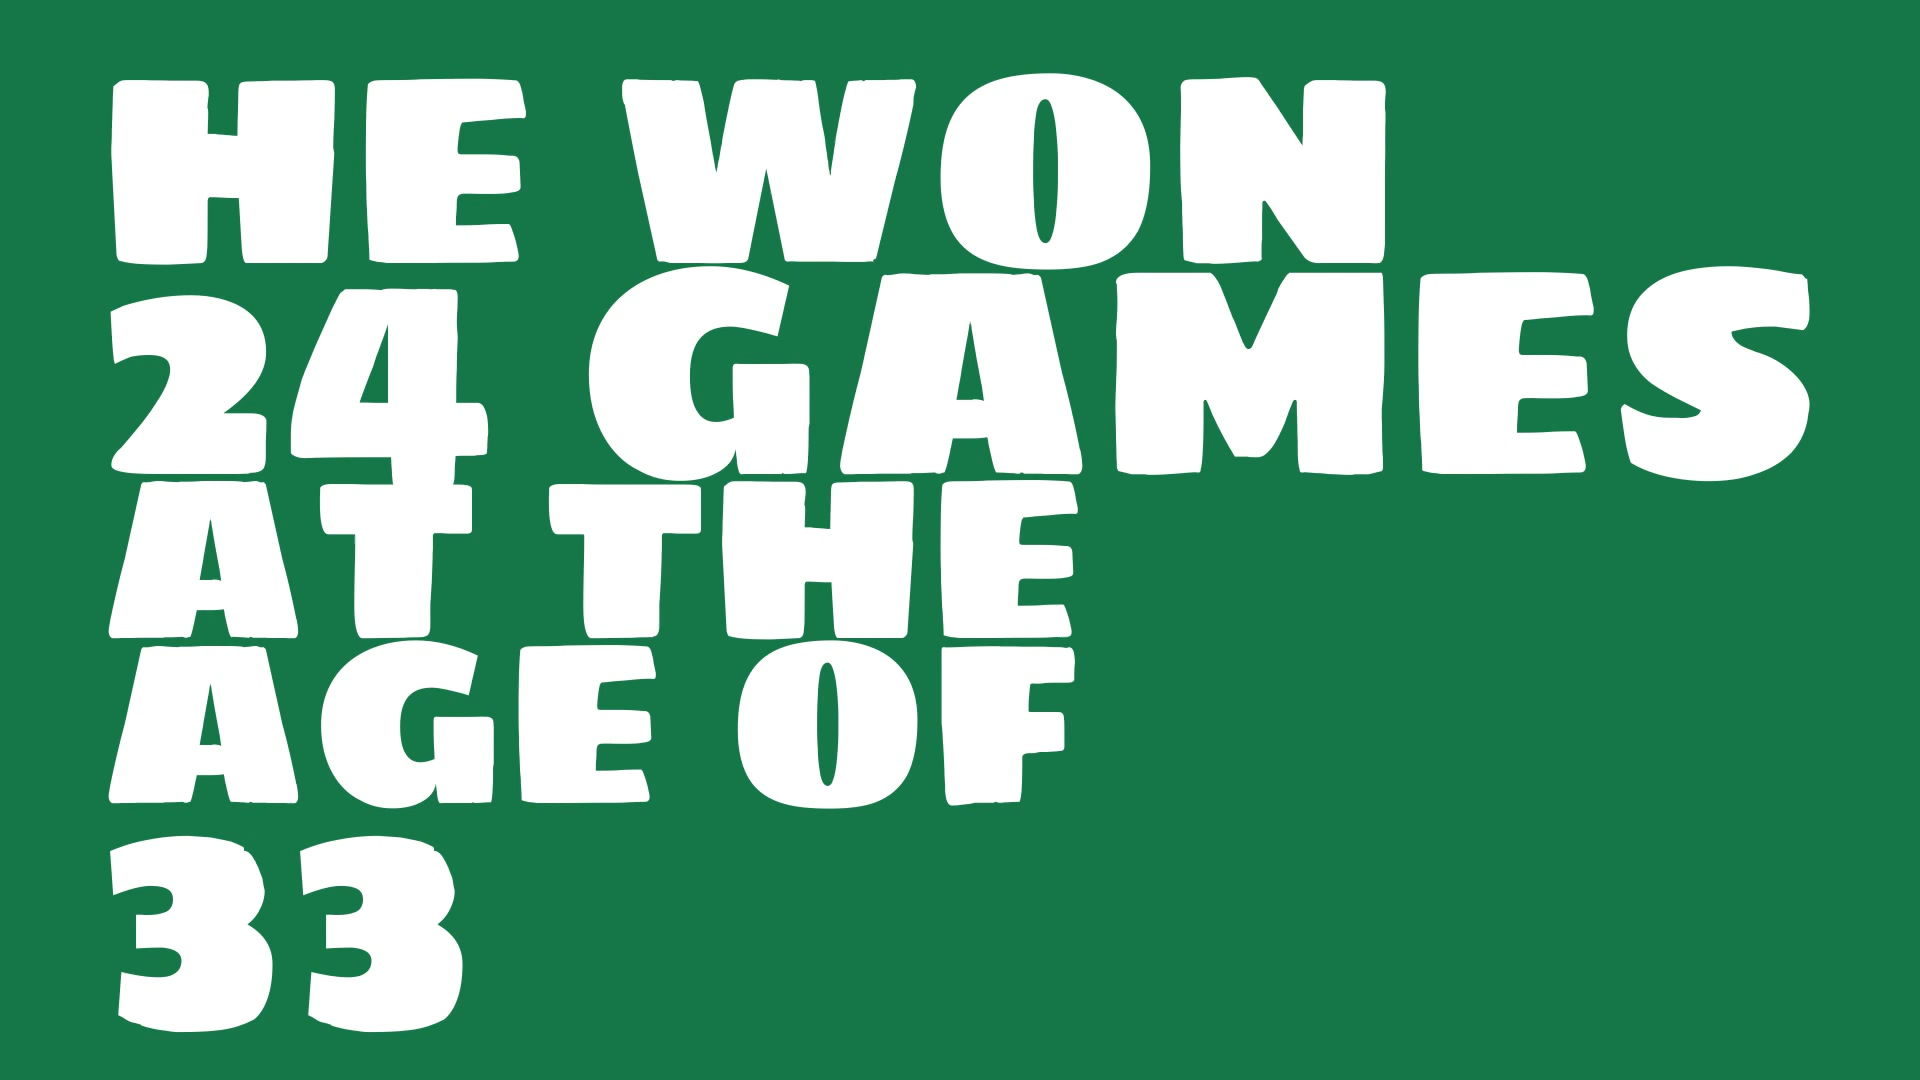 HE WON
24 GAMES
AT THE
AGE OF
33